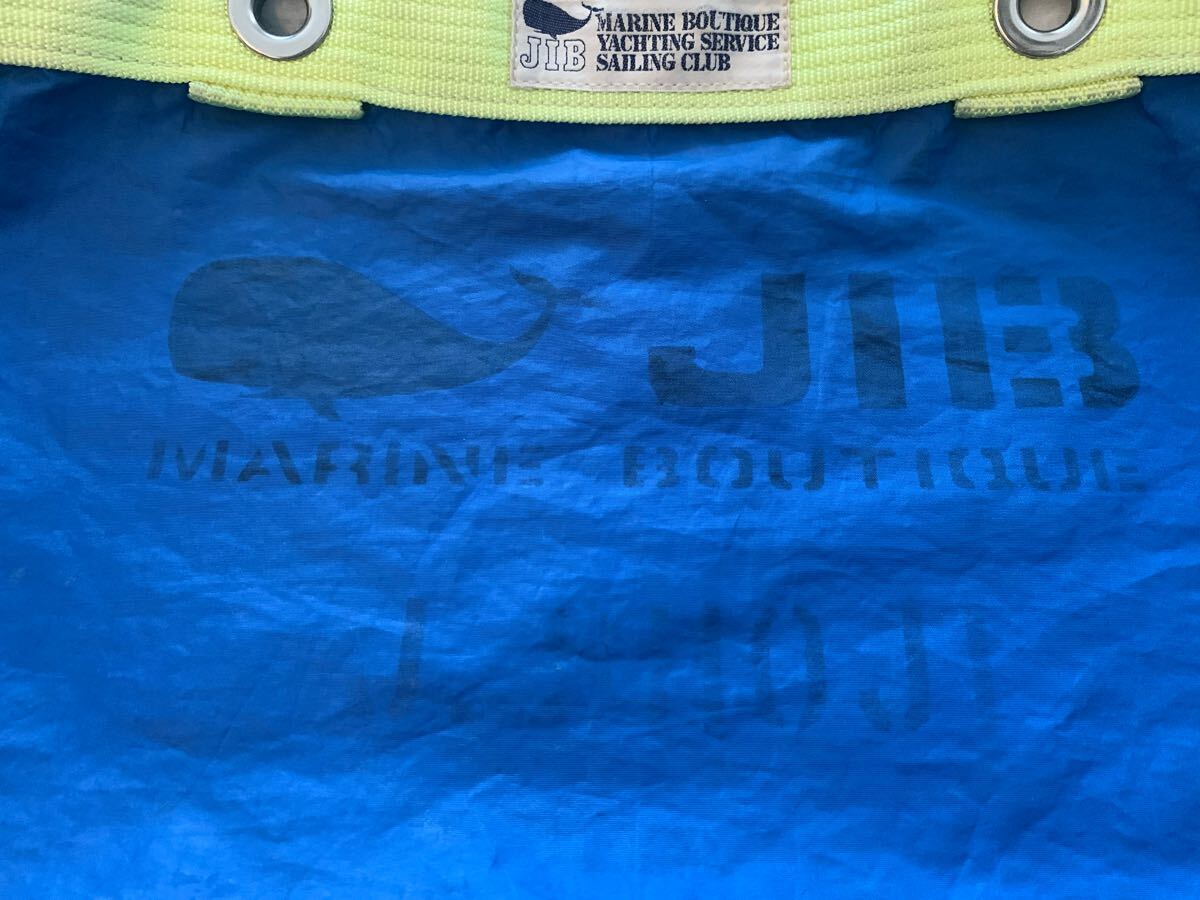 JIB
MARINE BOUTIQUE
YACHTING SERVICE
SAILING CLUB
JIB
MARINE BOUTIQUE